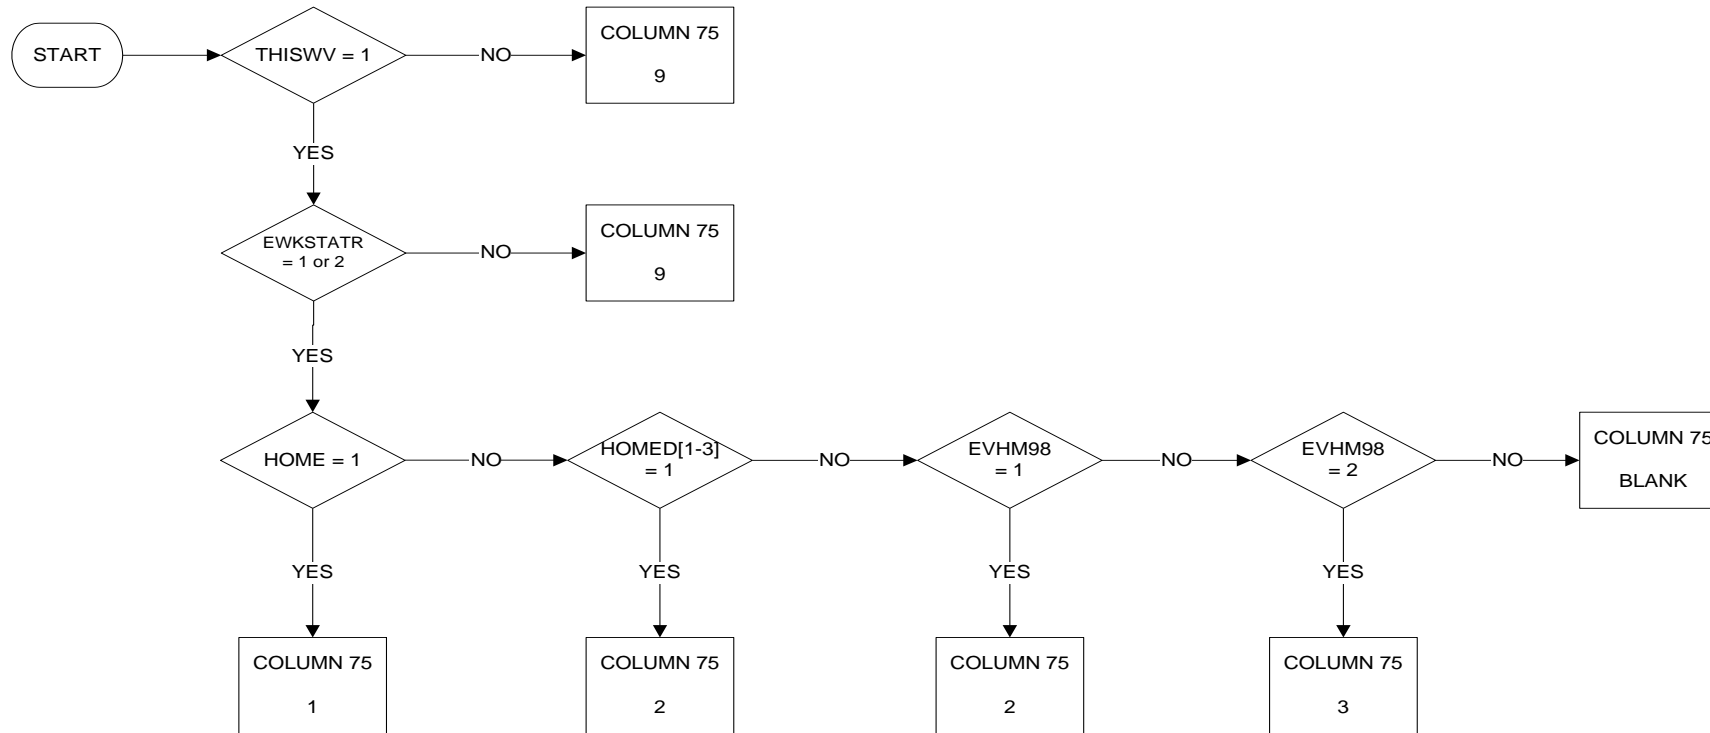 START
THISWV = 1
NO
COLUMN 75
9
YES
EWKSTATR
= 1 or 2
NO
COLUMN 75
9
YES
HOME = 1
NO
HOMED[1-3]
= 1
NO
EVHM98
= 1
NO
EVHM98
= 2
NO
COLUMN 75
BLANK
YES
YES
YES
YES
COLUMN 75
1
COLUMN 75
2
COLUMN 75
2
COLUMN 75
3